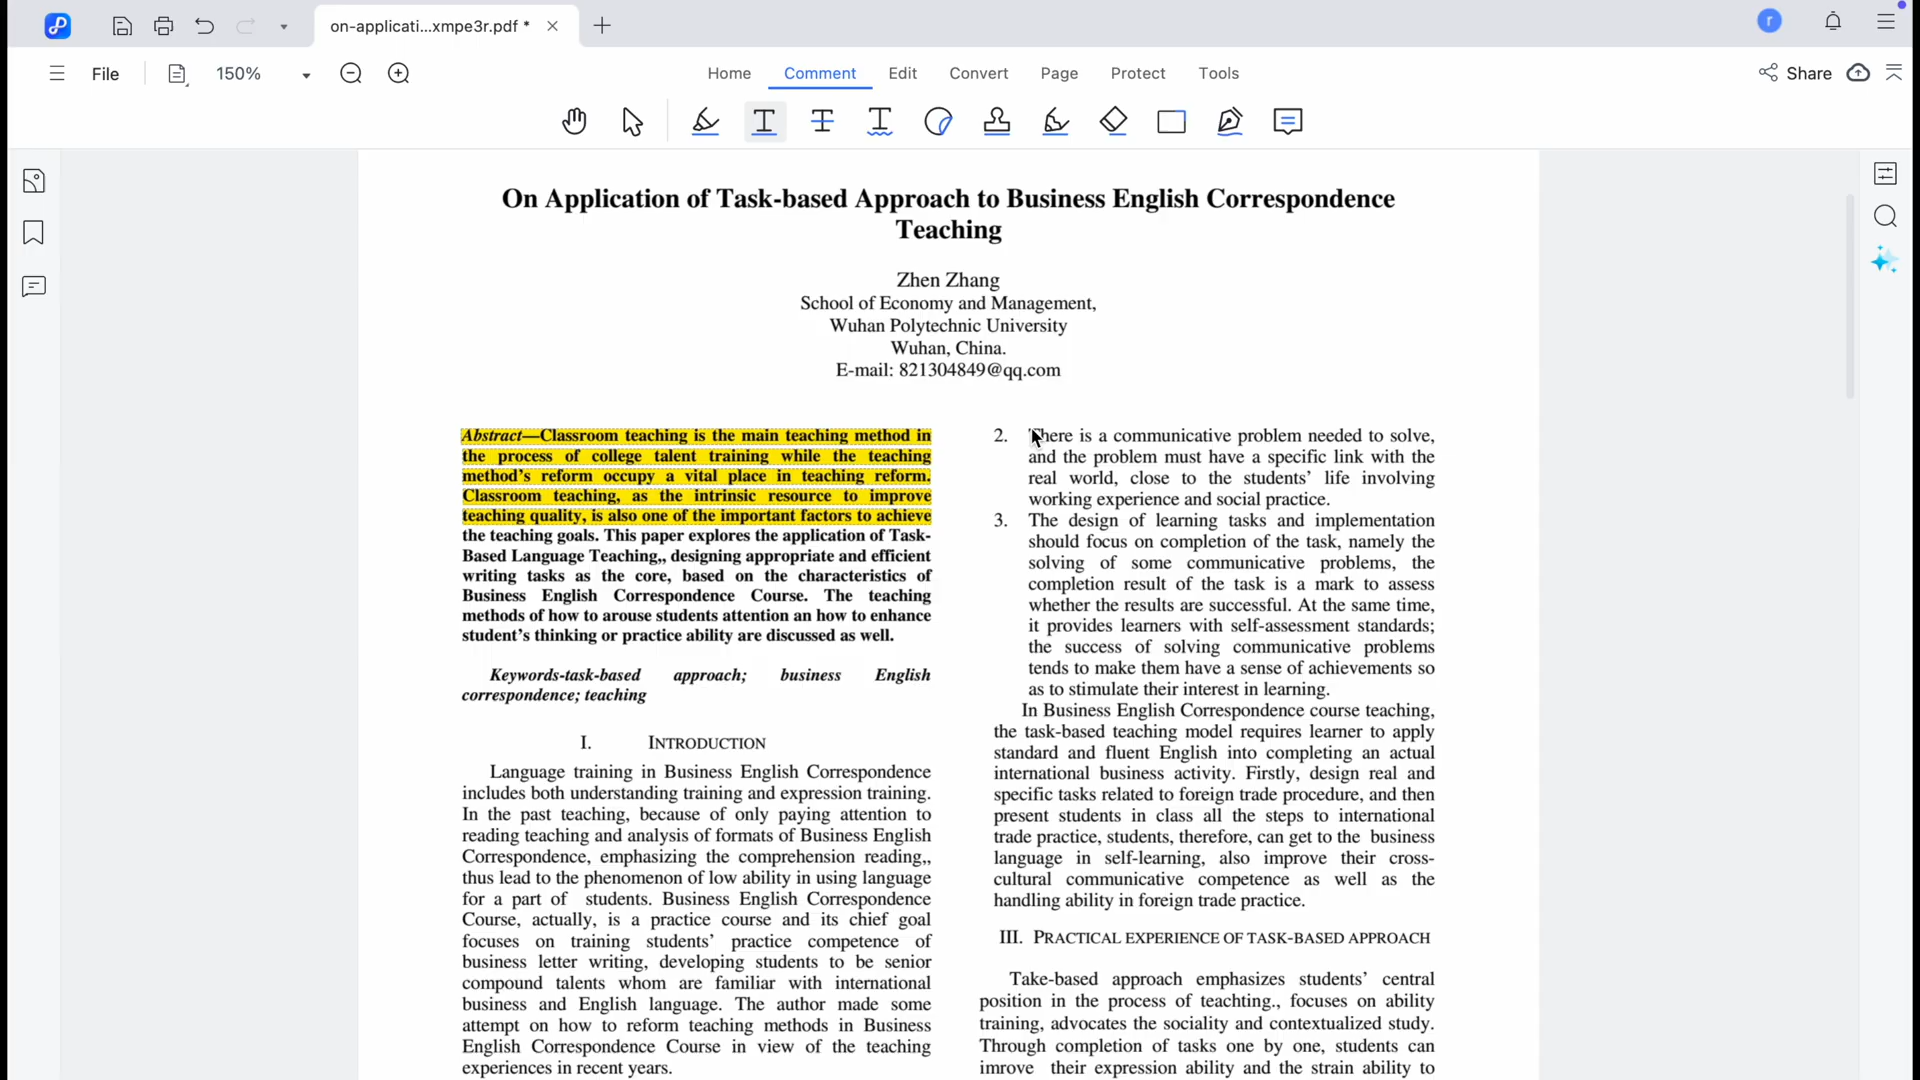 on-applicati...xmpe3r.pdf *
r
File
150%
Home
Comment
Edit
Convert
Page
Protect
Tools
Share
On Application of Task-based Approach to Business English Correspondence
Teaching
Zhen Zhang
School of Economy and Management,
Wuhan Polytechnic University
Wuhan, China.
E-mail: 821304849@qq.com
Abstract—Classroom teaching is the main teaching method in
the process of college talent training while the teaching
method's reform occupy a vital place in teaching reform.
Classroom teaching, as the intrinsic resource to improve
teaching quality, is also one of the important factors to achieve
the teaching goals. This paper explores the application of Task-
Based Language Teaching,, designing appropriate and efficient
writing tasks as the core, based on the characteristics of
Business English Correspondence Course. The teaching
methods of how to arouse students attention an how to enhance
student's thinking or practice ability are discussed as well.
Keywords-task-based approach; business English
correspondence; teaching
I. INTRODUCTION
Language training in Business English Correspondence
includes both understanding training and expression training.
In the past teaching, because of only paying attention to
reading teaching and analysis of formats of Business English
Correspondence, emphasizing the comprehension reading,,
thus lead to the phenomenon of low ability in using language
for a part of students. Business English Correspondence
Course, actually, is a practice course and its chief goal
focuses on training students' practice competence of
business letter writing, developing students to be senior
compound talents whom are familiar with international
business and English language. The author made some
attempt on how to reform teaching methods in Business
English Correspondence Course in view of the teaching
experiences in recent years.
2. There is a communicative problem needed to solve,
and the problem must have a specific link with the
real world, close to the students' life involving
working experience and social practice.
3. The design of learning tasks and implementation
should focus on completion of the task, namely the
solving of some communicative problems, the
completion result of the task is a mark to assess
whether the results are successful. At the same time,
it provides learners with self-assessment standards;
the success of solving communicative problems
tends to make them have a sense of achievements so
as to stimulate their interest in learning.
In Business English Correspondence course teaching,
the task-based teaching model requires learner to apply
standard and fluent English into completing an actual
international business activity. Firstly, design real and
specific tasks related to foreign trade procedure, and then
present students in class all the steps to international
trade practice, students, therefore, can get to the business
language in self-learning, also improve their cross-
cultural communicative competence as well as the
handling ability in foreign trade practice.
III. PRACTICAL EXPERIENCE OF TASK-BASED APPROACH
Take-based approach emphasizes students' central
position in the process of teachting., focuses on ability
training, advocates the sociality and contextualized study.
Through completion of tasks one by one, students can
imrove their expression ability and the strain ability to